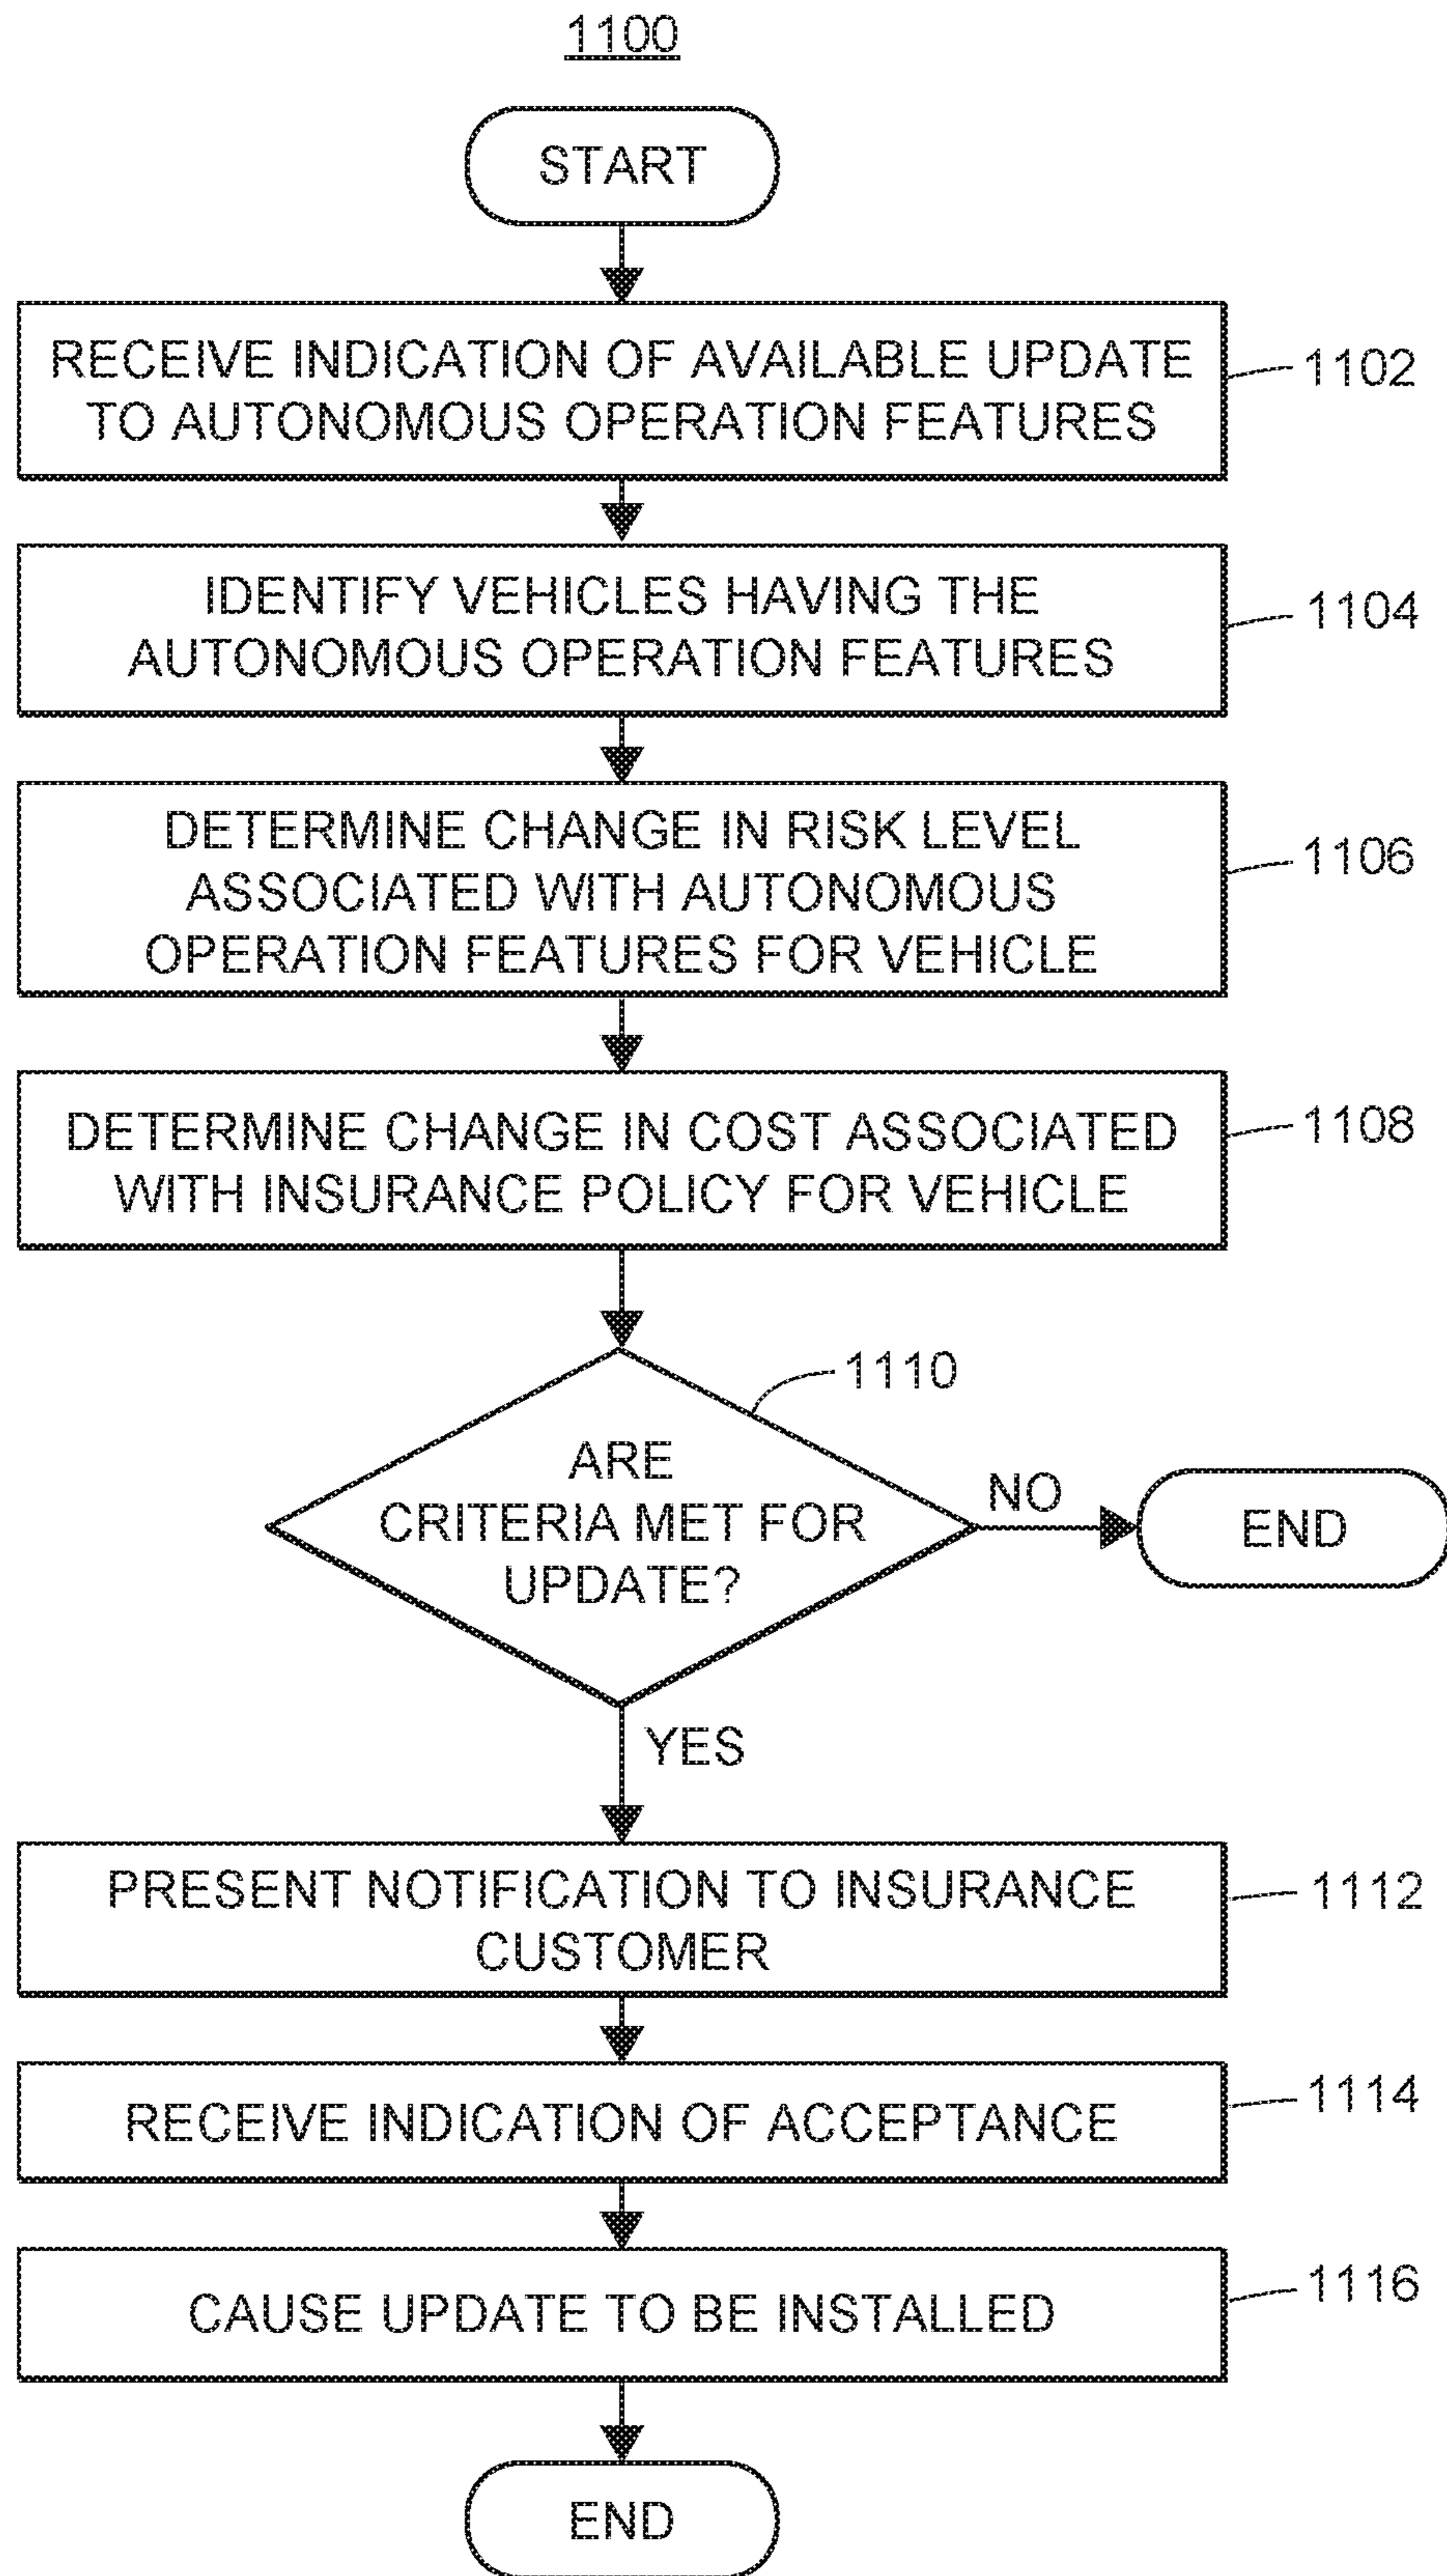 1100
START
RECEIVE INDICATION OF AVAILABLE UPDATE
TO AUTONOMOUS OPERATION FEATURES
1102
IDENTIFY VEHICLES HAVING THE
AUTONOMOUS OPERATION FEATURES
1104
DETERMINE CHANGE IN RISK LEVEL
ASSOCIATED WITH AUTONOMOUS
OPERATION FEATURES FOR VEHICLE
1106
DETERMINE CHANGE IN COST ASSOCIATED
WITH INSURANCE POLICY FOR VEHICLE
1108
1110
ARE
CRITERIA MET FOR
UPDATE?
NO
END
YES
PRESENT NOTIFICATION TO INSURANCE
CUSTOMER
1112
RECEIVE INDICATION OF ACCEPTANCE
1114
CAUSE UPDATE TO BE INSTALLED
1116
END